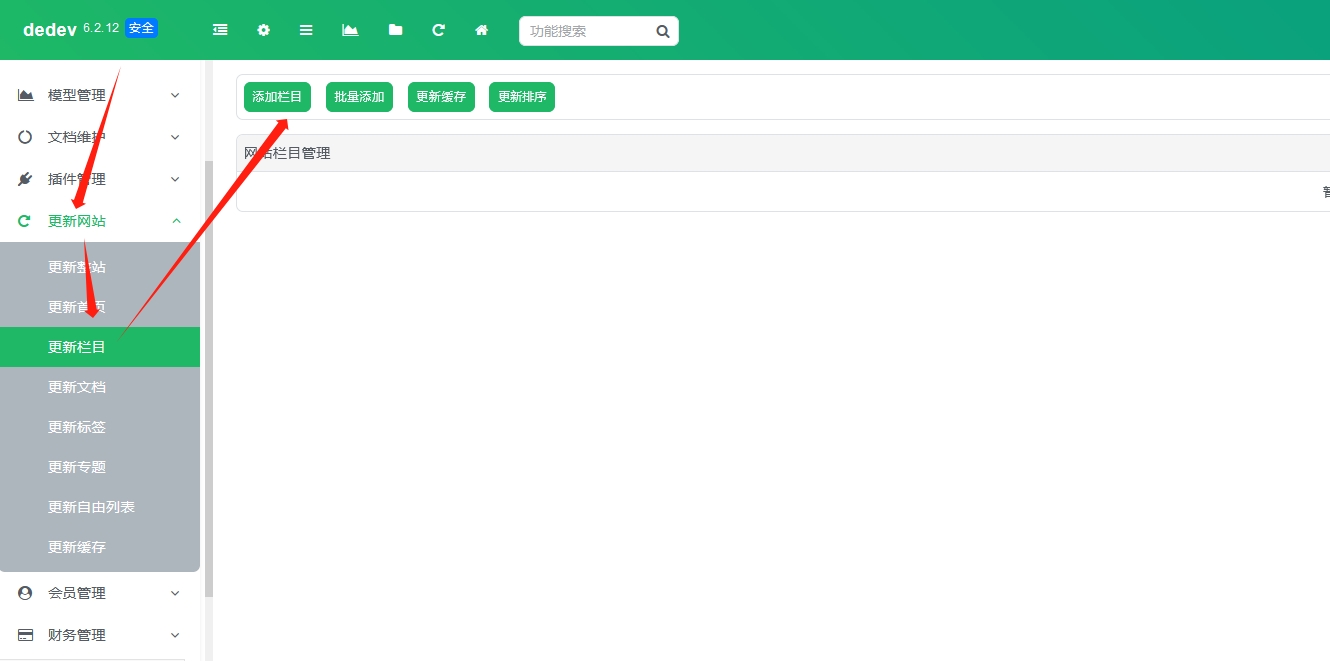 dedev 6.2.12 安全
功能搜索
模型管理
文档维护
插件管理
更新网站
更新整站
更新首页
更新栏目
更新文档
更新标签
更新专题
更新自由列表
更新缓存
会员管理
财务管理
添加栏目 批量添加 更新缓存 更新排序
网站栏目管理